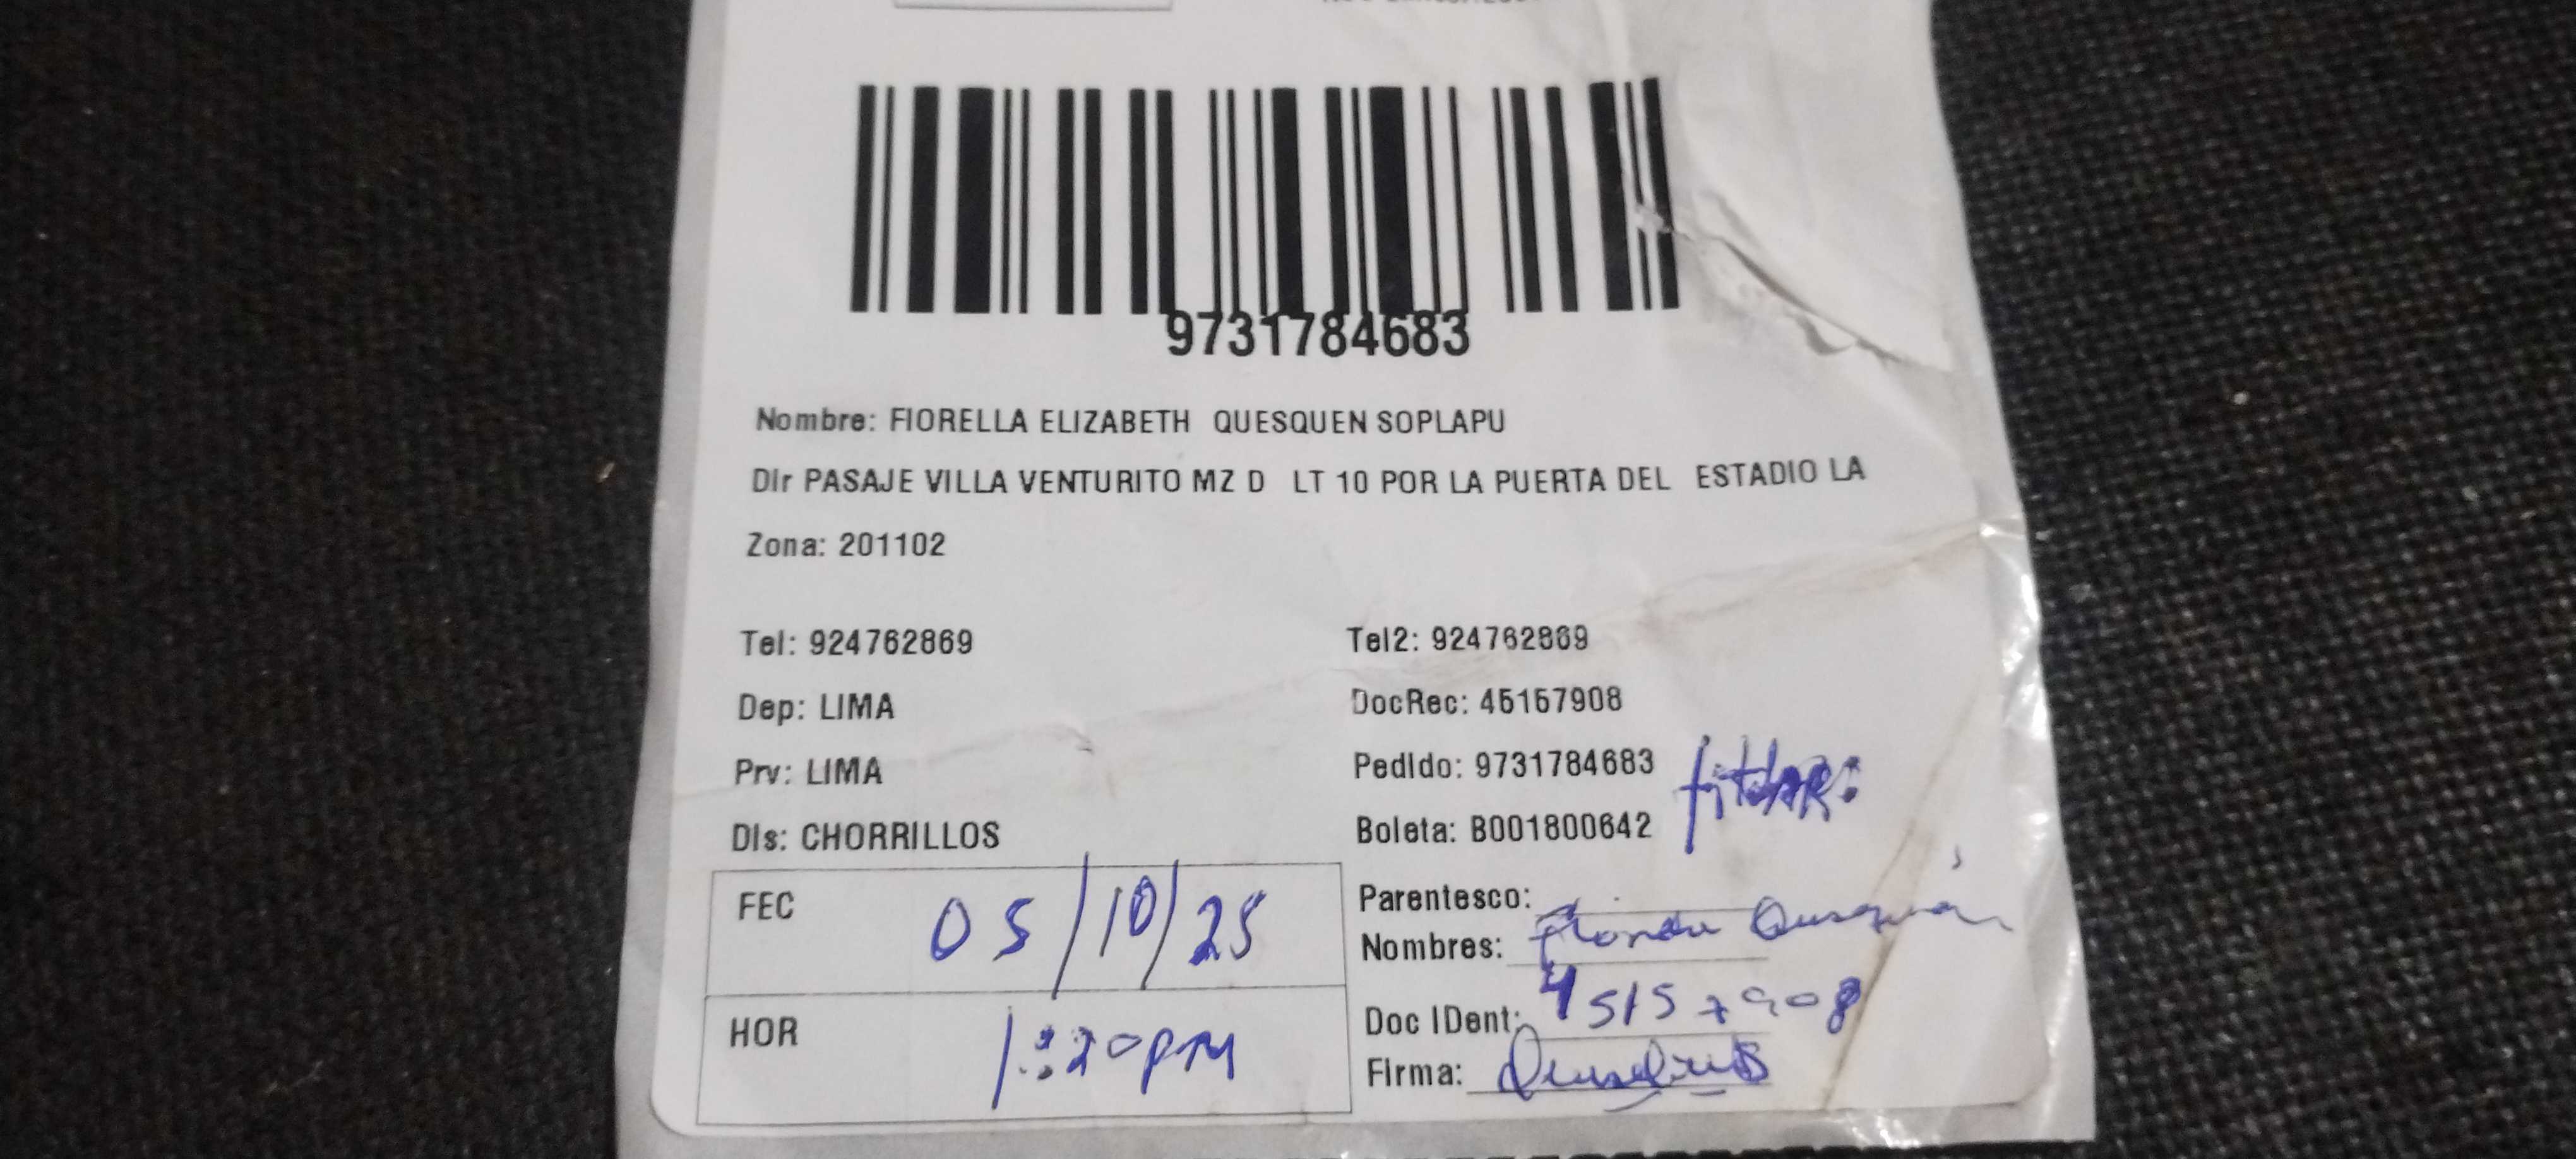 9731784683
Nombre: FIORELLA ELIZABETH QUESQUEN SOPLAPU
Dir PASAJE VILLA VENTURITO MZ D LT 10 POR LA PUERTA DEL ESTADIO LA
Zona: 201102
Tel: 924762869 Tel2: 924762869
Dep: LIMA DocRec: 45157908
Prv: LIMA Pedido: 9731784683
Dis: CHORRILLOS Boleta: B001800642
FEC 05/10/25
HOR 1:20 PM
Parentesco:
Nombres:
Doc IDent: 45157908
Firma: